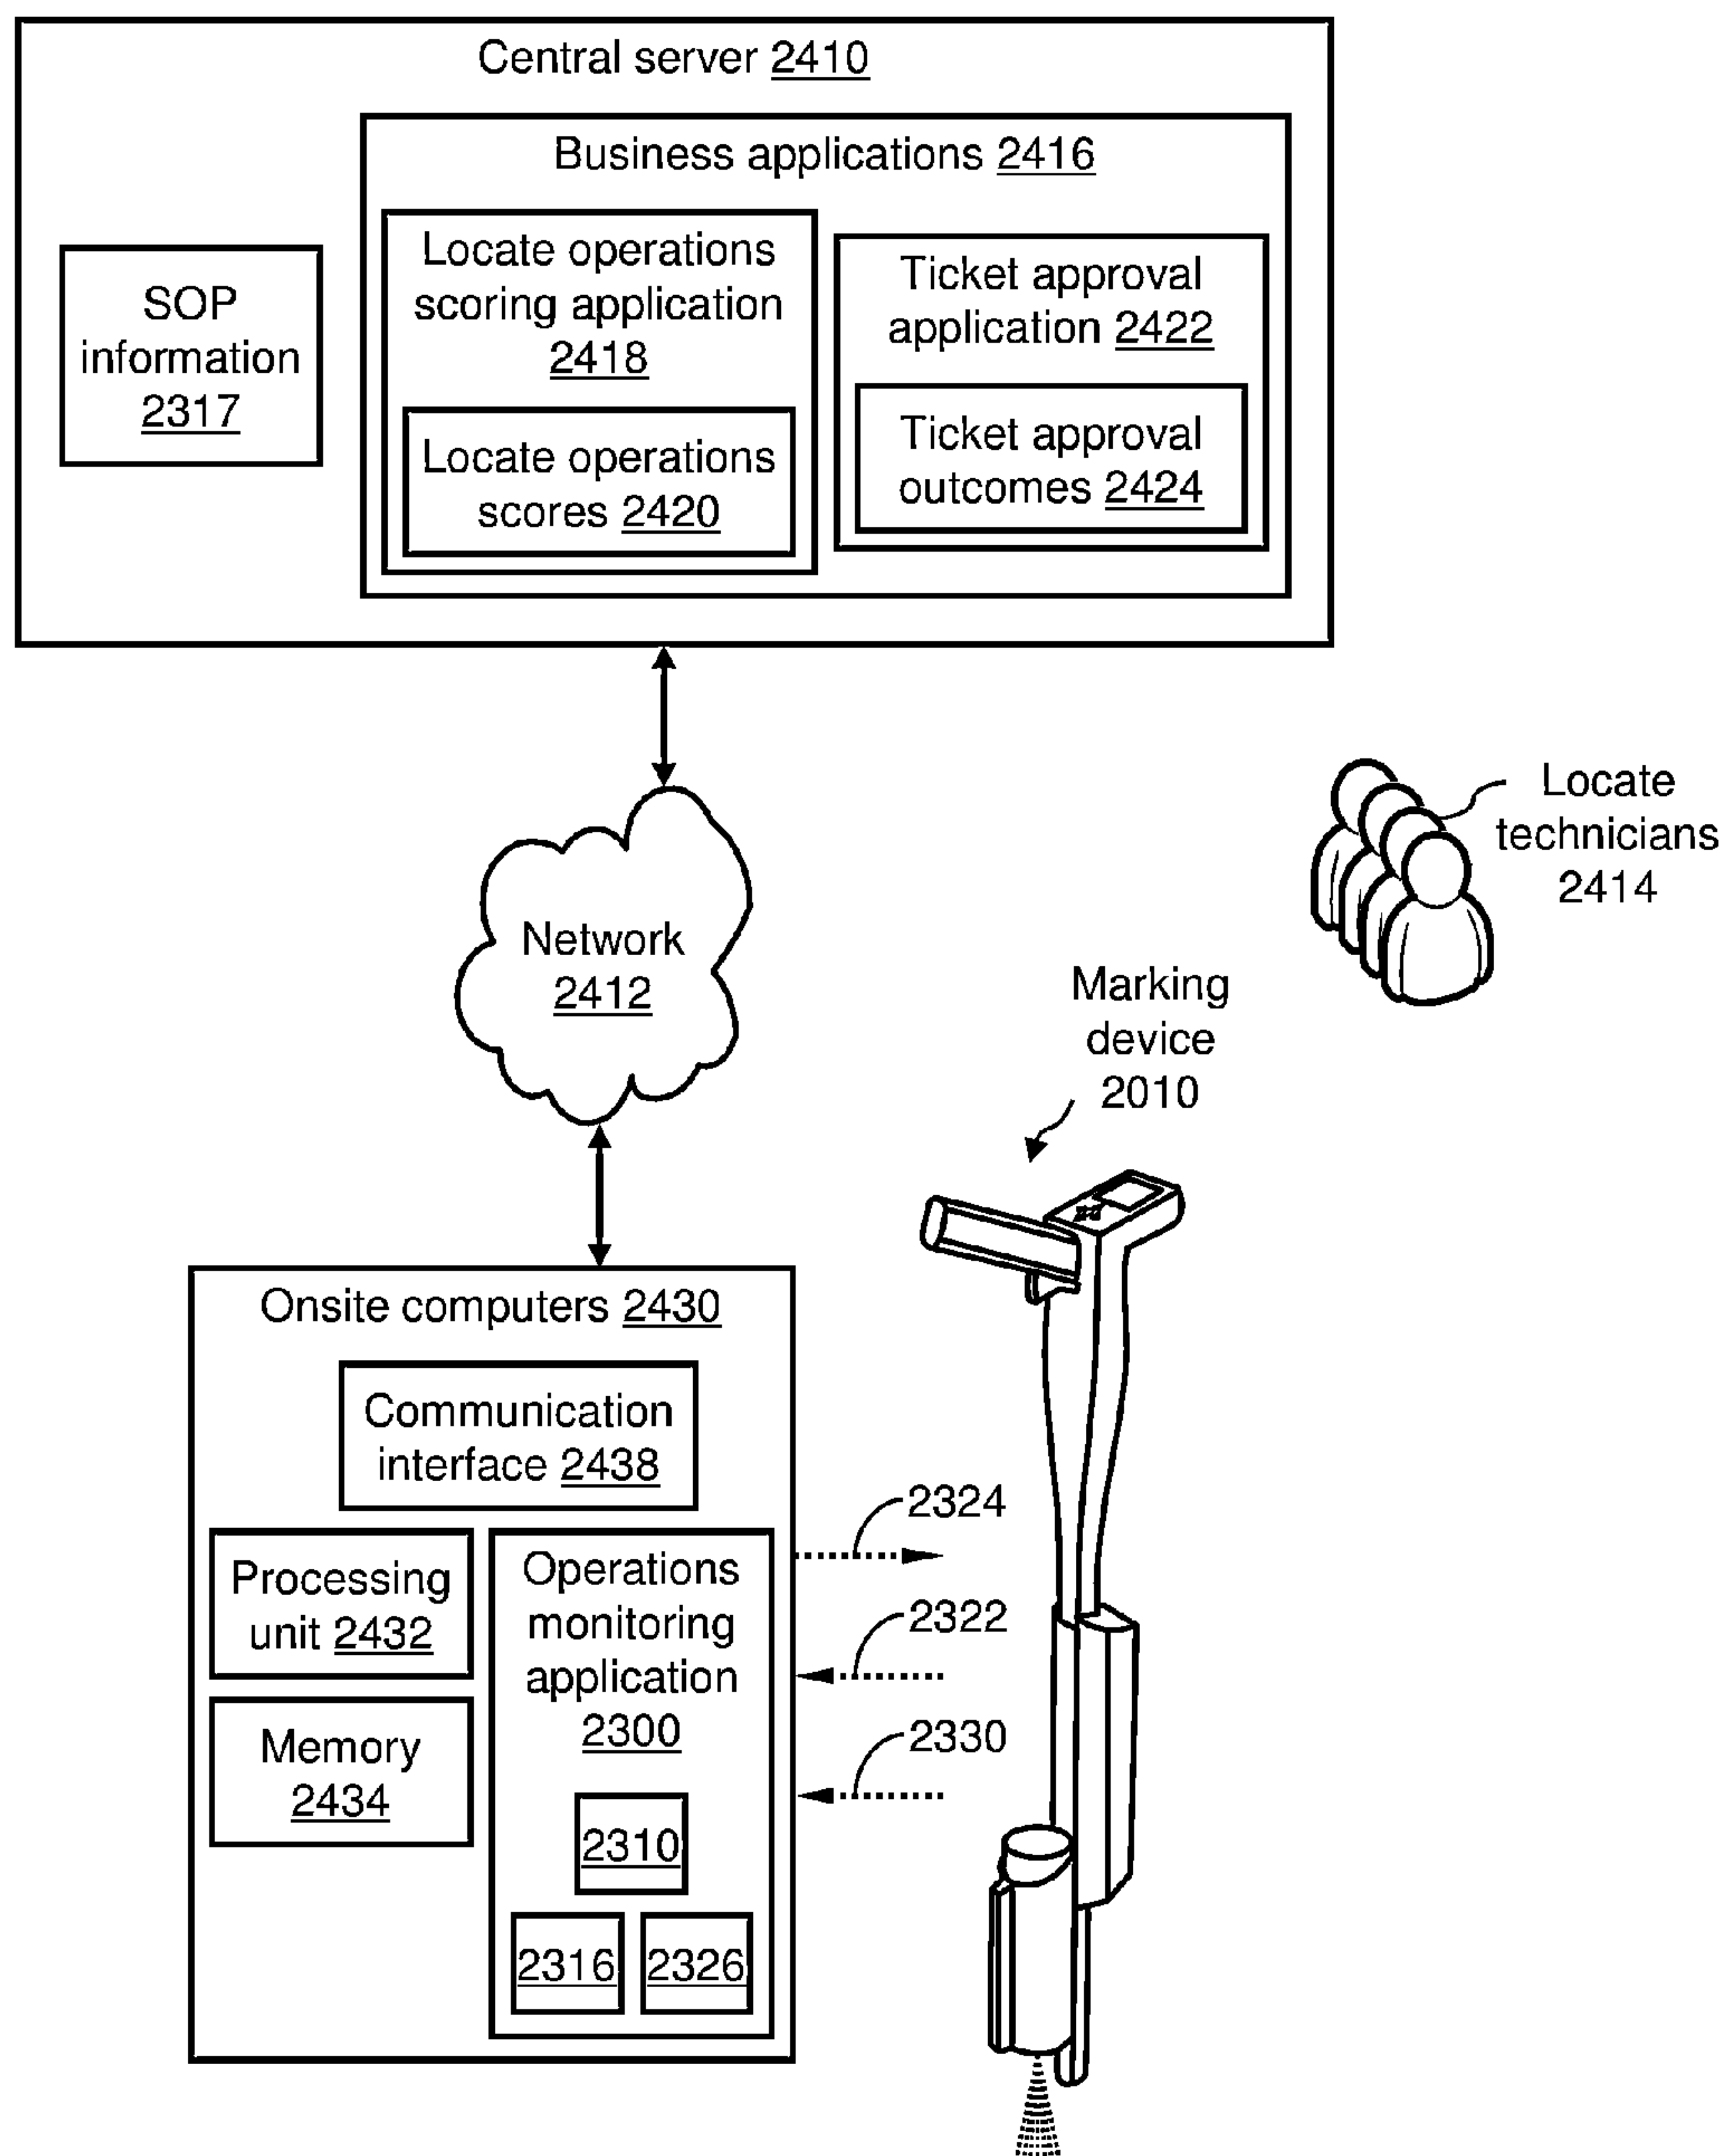 Central server 2410
Business applications 2416
SOP
information
2317
Locate operations
scoring application
2418
Locate operations
scores 2420
Ticket approval
application 2422
Ticket approval
outcomes 2424
Locate
technicians
2414
Network
2412
Marking
device
2010
Onsite computers 2430
Communication
interface 2438
Processing
unit 2432
Memory
2434
Operations
monitoring
application
2300
2310
2316
2326
2324
2322
2330